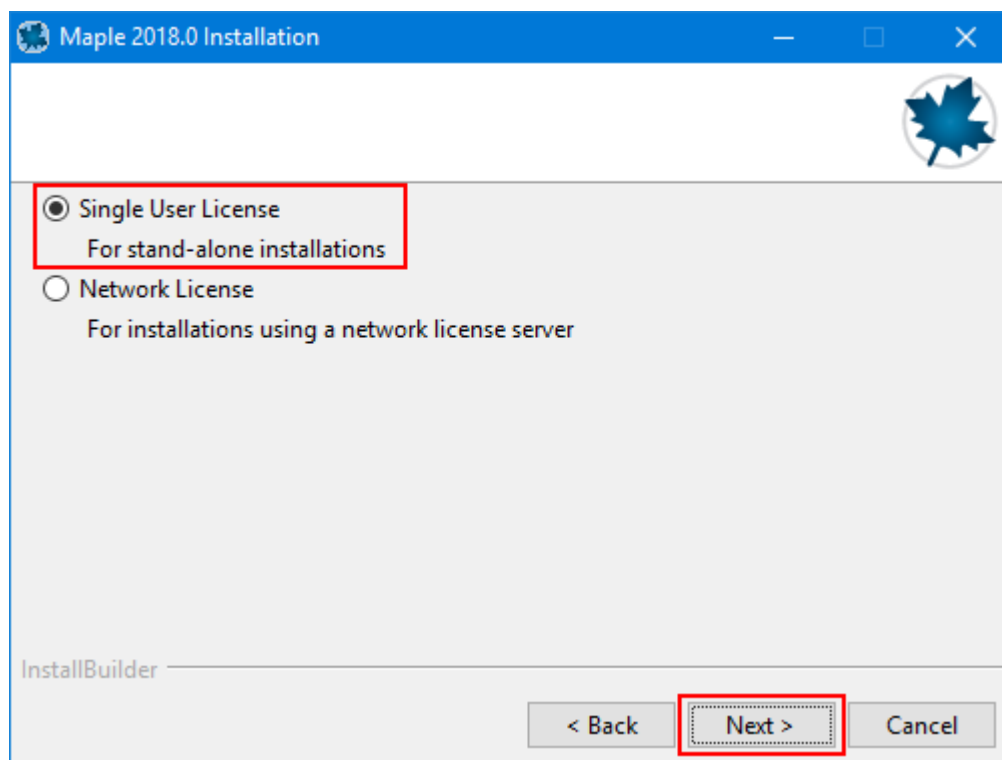 Maple 2018.0 Installation
Single User License
For stand-alone installations
Network License
For installations using a network license server
InstallBuilder
< Back Next > Cancel